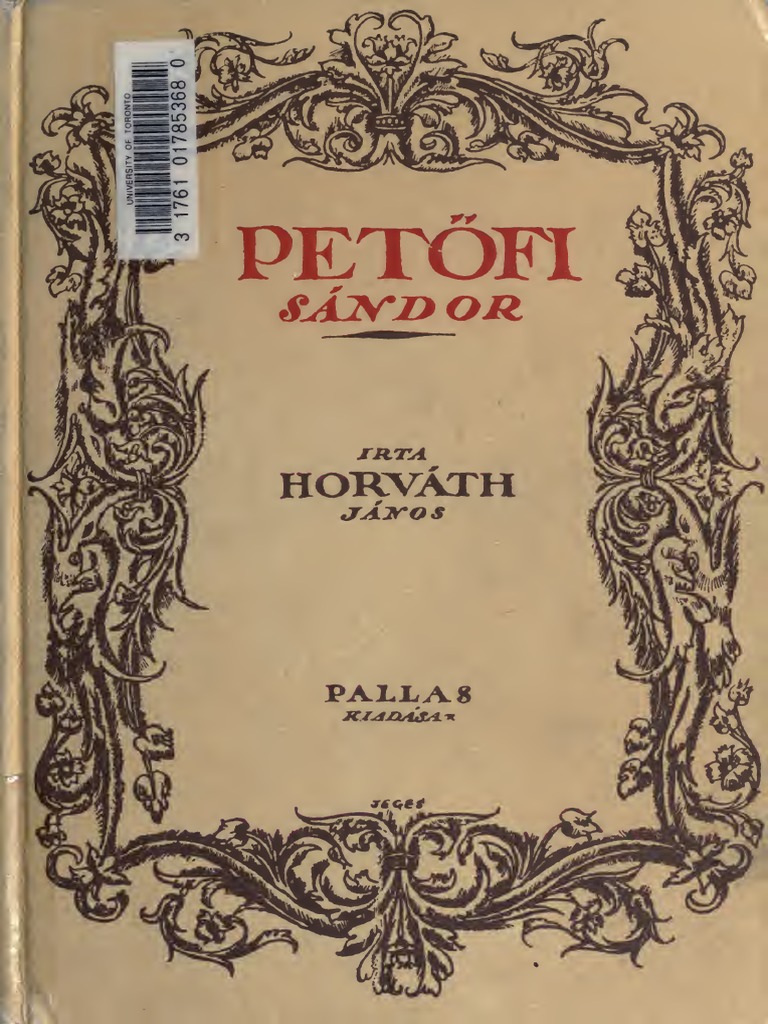 UNIVERSITY OF TORONTO
3 1761 01785368 0
PETŐFI
SÁNDOR
IRTA
HORVÁTH
JÁNOS
PALLAS
KIADÁSA
JEGES